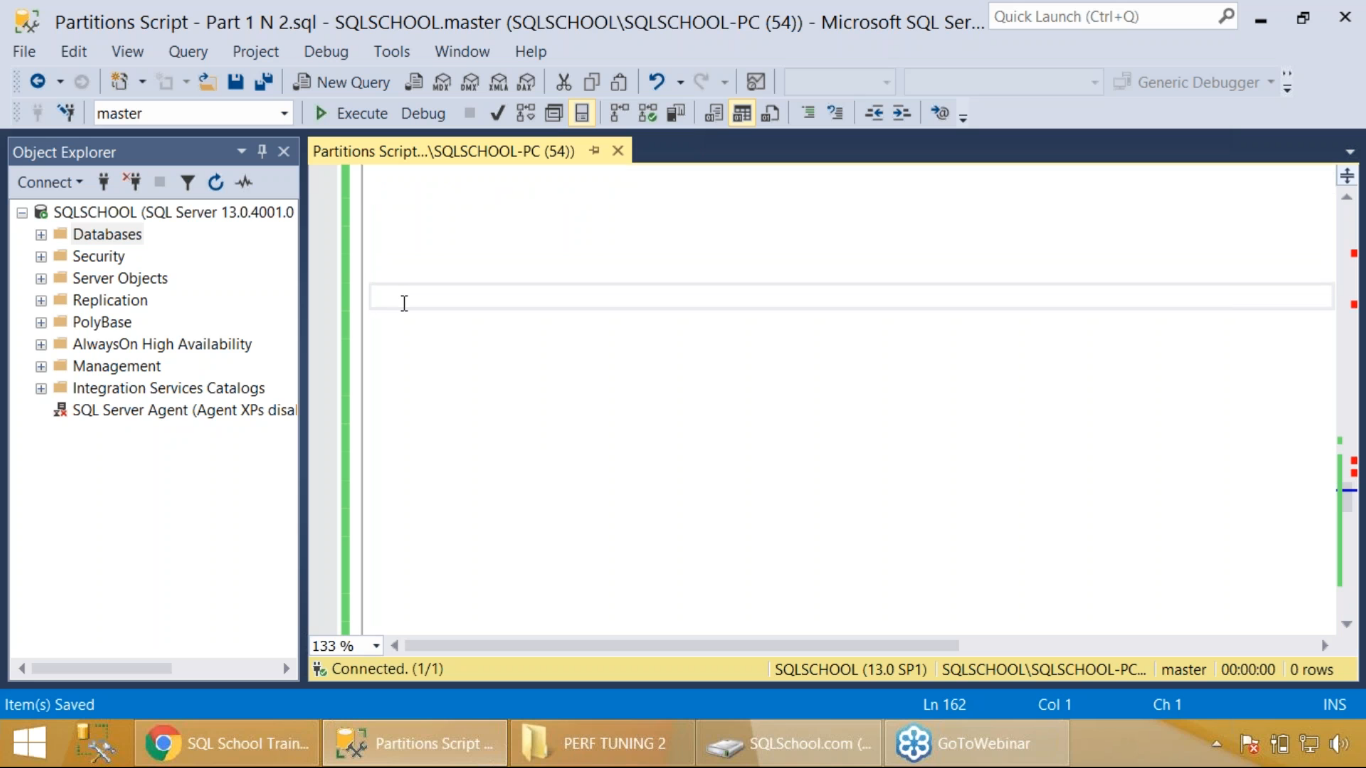 Partitions Script - Part 1 N 2.sql - SQLSCHOOL.master (SQLSCHOOL\SQLSCHOOL-PC (54)) - Microsoft SQL Ser...
Quick Launch (Ctrl+Q)
File Edit View Query Project Debug Tools Window Help
New Query MDX DMX XMLA DAX Generic Debugger
master Execute Debug
Object Explorer
Partitions Script...\SQLSCHOOL-PC (54))
Connect
SQLSCHOOL (SQL Server 13.0.4001.0
Databases
Security
Server Objects
Replication
PolyBase
AlwaysOn High Availability
Management
Integration Services Catalogs
SQL Server Agent (Agent XPs disa
133 %
Connected. (1/1) SQLSCHOOL (13.0 SP1) SQLSCHOOL\SQLSCHOOL-PC... master 00:00:00 0 rows
Item(s) Saved Ln 162 Col 1 Ch 1 INS
SQL School Train... Partitions Script ... PERF TUNING 2 SQLSchool.com (... GoToWebinar